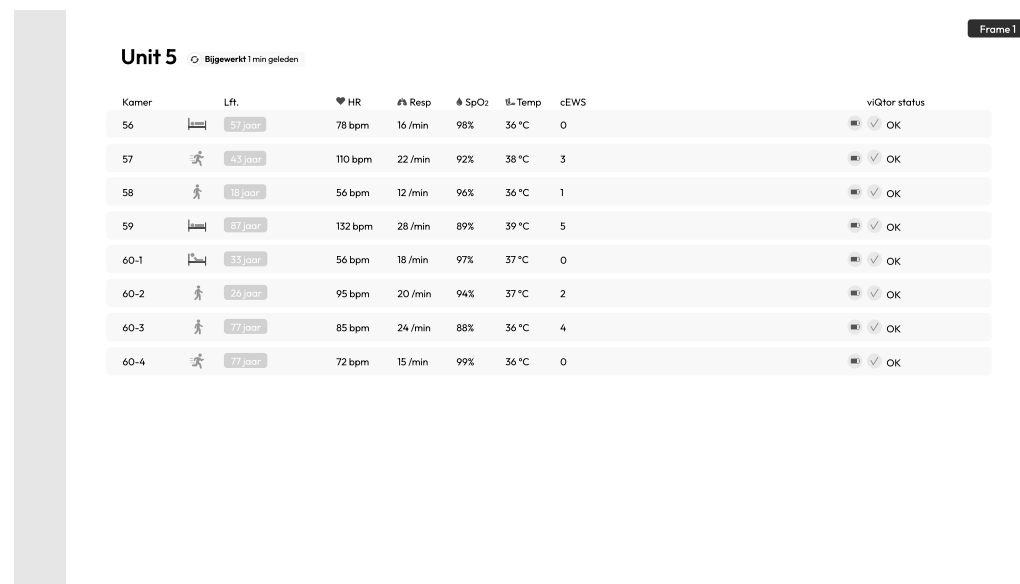 Frame 1
Unit 5 Bijgewerkt 1 min geleden
Kamer Lft. HR Resp SpO2 Temp cEWS viQtor status
56 57 jaar 78 bpm 16 /min 98% 36 °C 0 OK
57 43 jaar 110 bpm 22 /min 92% 38 °C 3 OK
58 18 jaar 56 bpm 12 /min 96% 36 °C 1 OK
59 87 jaar 132 bpm 28 /min 89% 39 °C 5 OK
60-1 33 jaar 56 bpm 18 /min 97% 37 °C 0 OK
60-2 26 jaar 95 bpm 20 /min 94% 37 °C 2 OK
60-3 77 jaar 85 bpm 24 /min 88% 36 °C 4 OK
60-4 77 jaar 72 bpm 15 /min 99% 36 °C 0 OK